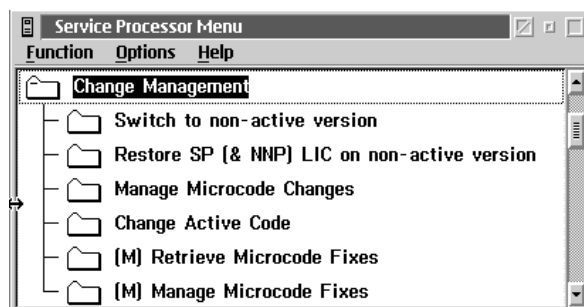 Service Processor Menu
Function Options Help
Change Management
Switch to non-active version
Restore SP (& NNP) LIC on non-active version
Manage Microcode Changes
Change Active Code
(M) Retrieve Microcode Fixes
(M) Manage Microcode Fixes